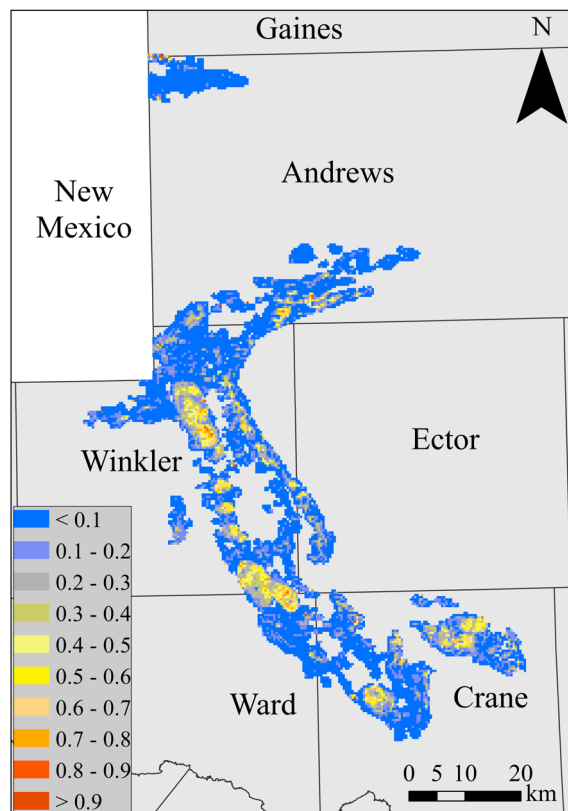 Gaines
N
New
Mexico
Andrews
Winkler
Ector
< 0.1
0.1 - 0.2
0.2 - 0.3
0.3 - 0.4
0.4 - 0.5
0.5 - 0.6
0.6 - 0.7
0.7 - 0.8
0.8 - 0.9
> 0.9
Ward
Crane
0 5 10 20
km